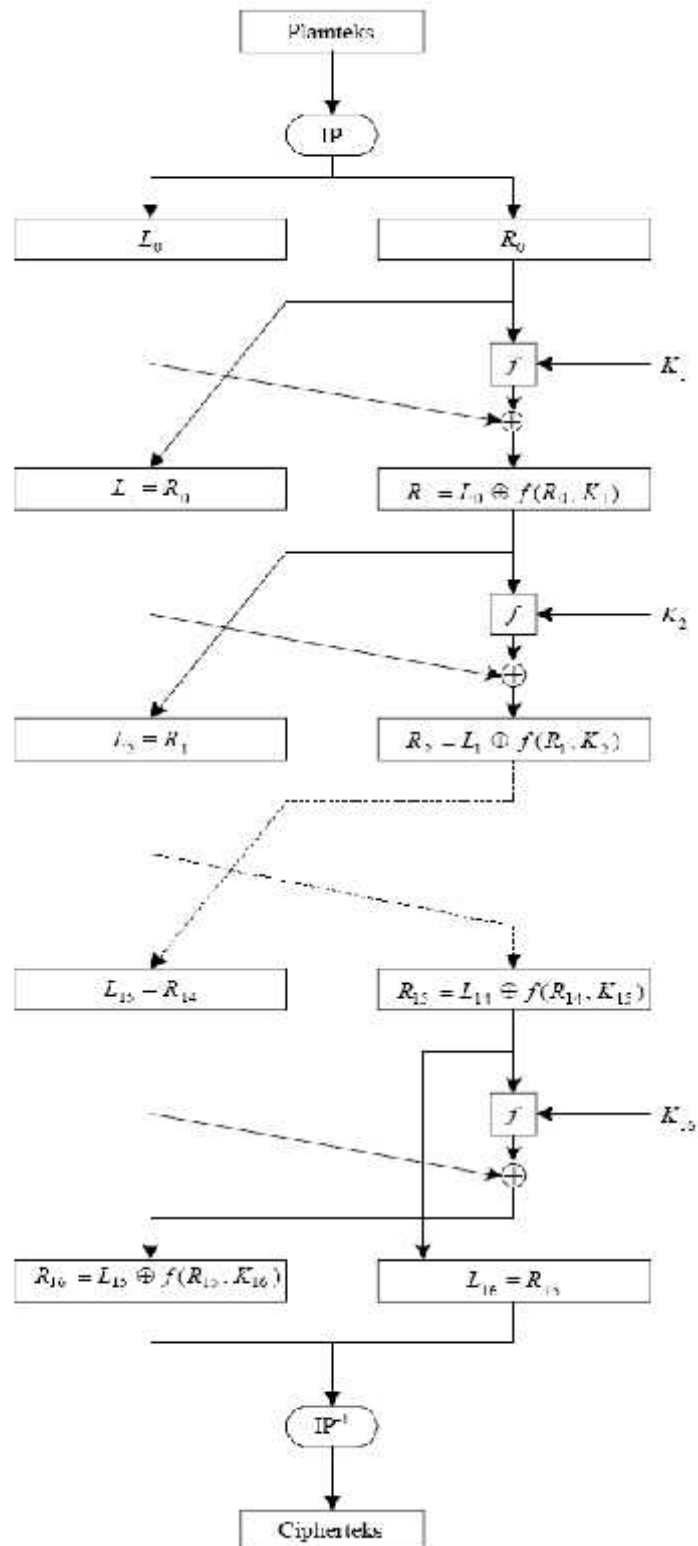 Plainteks
IP
L₀
R₀
f
K₁
L₁ = R₀
R₁ = L₀ ⊕ f(R₀, K₁)
f
K₂
L₂ = R₁
R₂ = L₁ ⊕ f(R₁, K₂)
L₁₅ = R₁₄
R₁₅ = L₁₄ ⊕ f(R₁₄, K₁₅)
f
K₁₆
R₁₆ = L₁₅ ⊕ f(R₁₅, K₁₆)
L₁₆ = R₁₅
IP⁻¹
Cipherteks